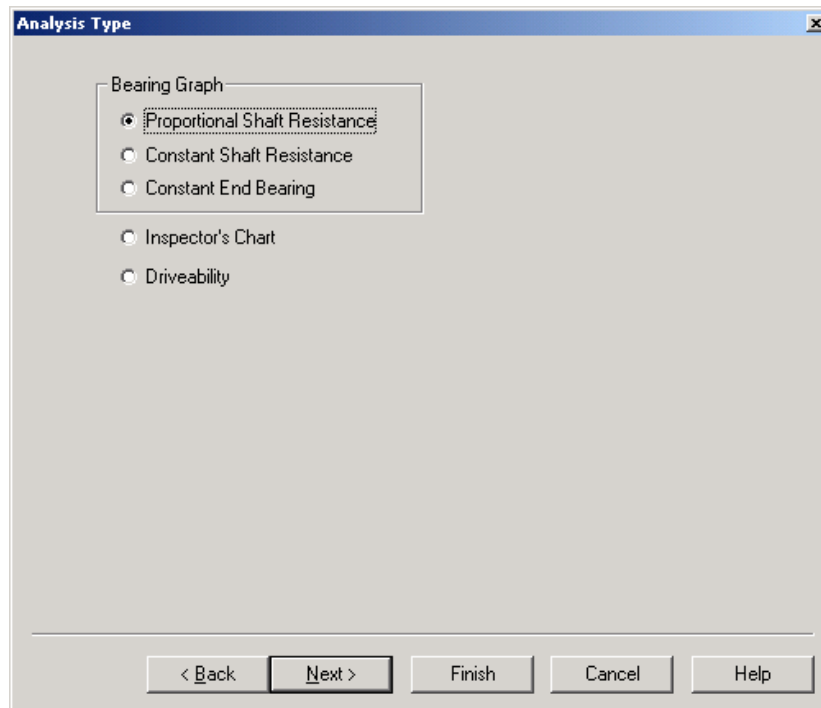 Analysis Type
Bearing Graph
Proportional Shaft Resistance
Constant Shaft Resistance
Constant End Bearing
Inspector's Chart
Driveability
< Back Next > Finish Cancel Help